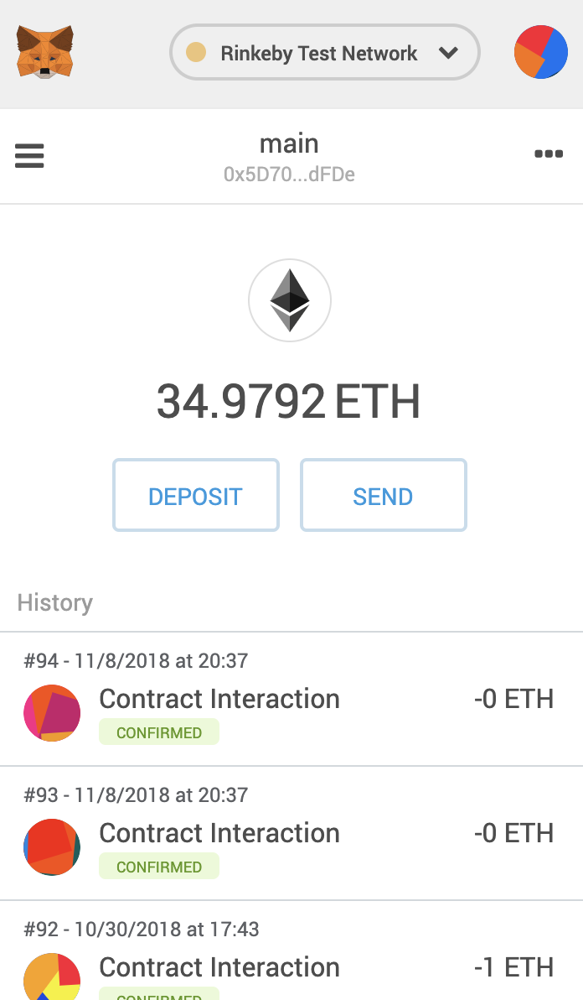 Rinkeby Test Network
main
0x5D70...dFDe
34.9792 ETH
DEPOSIT
SEND
History
#94 - 11/8/2018 at 20:37
Contract Interaction
-0 ETH
CONFIRMED
#93 - 11/8/2018 at 20:37
Contract Interaction
-0 ETH
CONFIRMED
#92 - 10/30/2018 at 17:43
Contract Interaction
-1 ETH
CONFIRMED